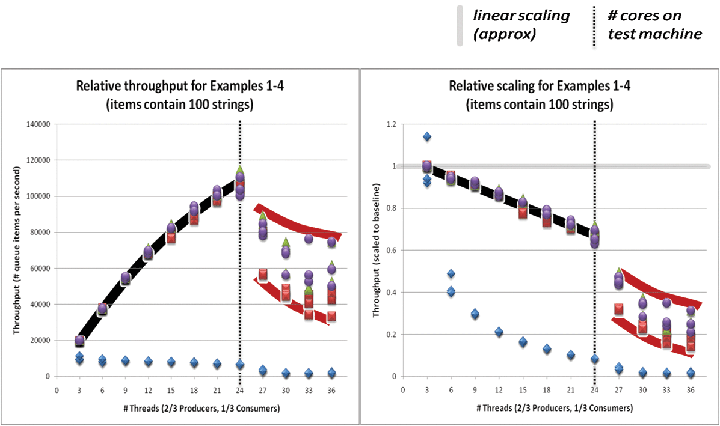 linear scaling
(approx)
# cores on
test machine
Relative throughput for Examples 1-4
(items contain 100 strings)
Throughput (# queue items per second)
140000
120000
100000
80000
60000
40000
20000
0
0 3 6 9 12 15 18 21 24 27 30 33 36
# Threads (2/3 Producers, 1/3 Consumers)
Relative scaling for Examples 1-4
(items contain 100 strings)
Throughput (scaled to baseline)
1.2
1
0.8
0.6
0.4
0.2
0
0 3 6 9 12 15 18 21 24 27 30 33 36
# Threads (2/3 Producers, 1/3 Consumers)